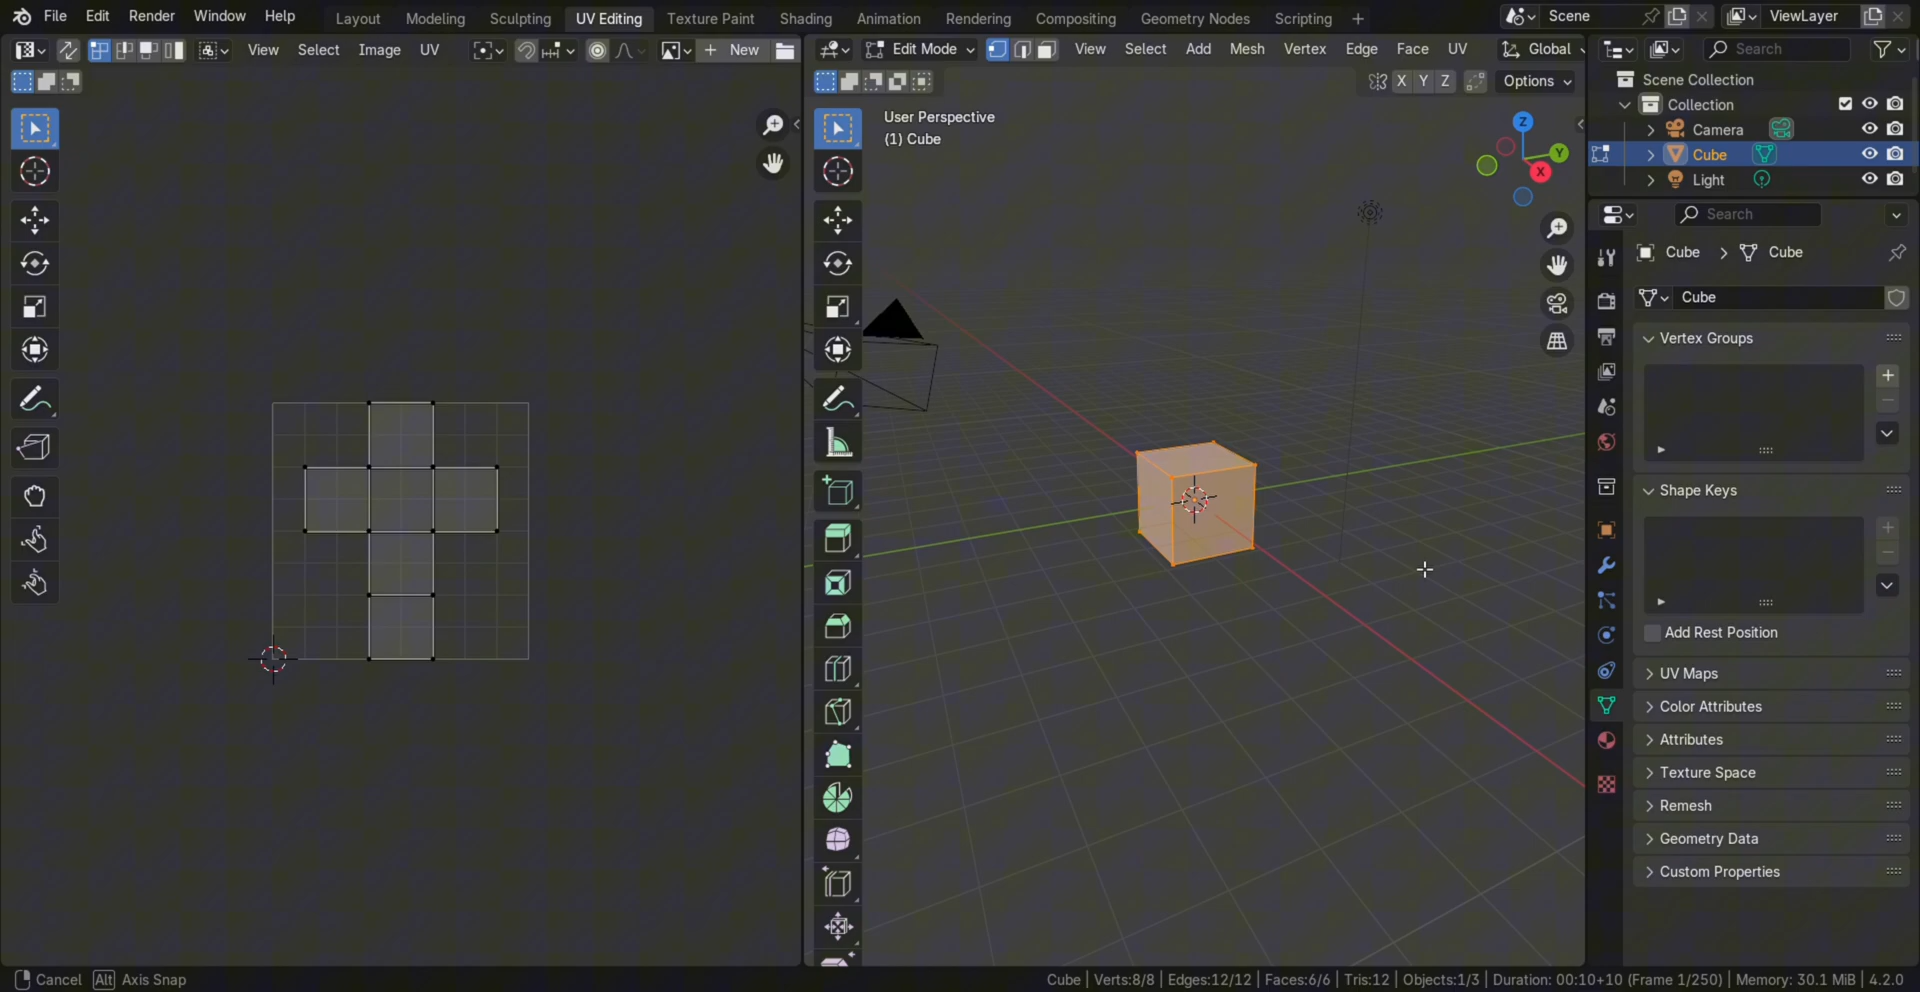 File Edit Render Window Help Layout Modeling Sculpting UV Editing Texture Paint Shading Animation Rendering Compositing Geometry Nodes Scripting + Scene ViewLayer
View Select Image UV New Edit Mode View Select Add Mesh Vertex Edge Face UV Global Search
X Y Z Options
Scene Collection
Collection
User Perspective
(1) Cube
Camera
Cube
Light
Z
Y
X
Search
Cube > Cube
Cube
Vertex Groups
Shape Keys
Add Rest Position
UV Maps
Color Attributes
Attributes
Texture Space
Remesh
Geometry Data
Custom Properties
Cancel Alt Axis Snap
Cube | Verts:8/8 | Edges:12/12 | Faces:6/6 | Tris:12 | Objects:1/3 | Duration: 00:10+10 (Frame 1/250) | Memory: 30.1 MiB | 4.2.0